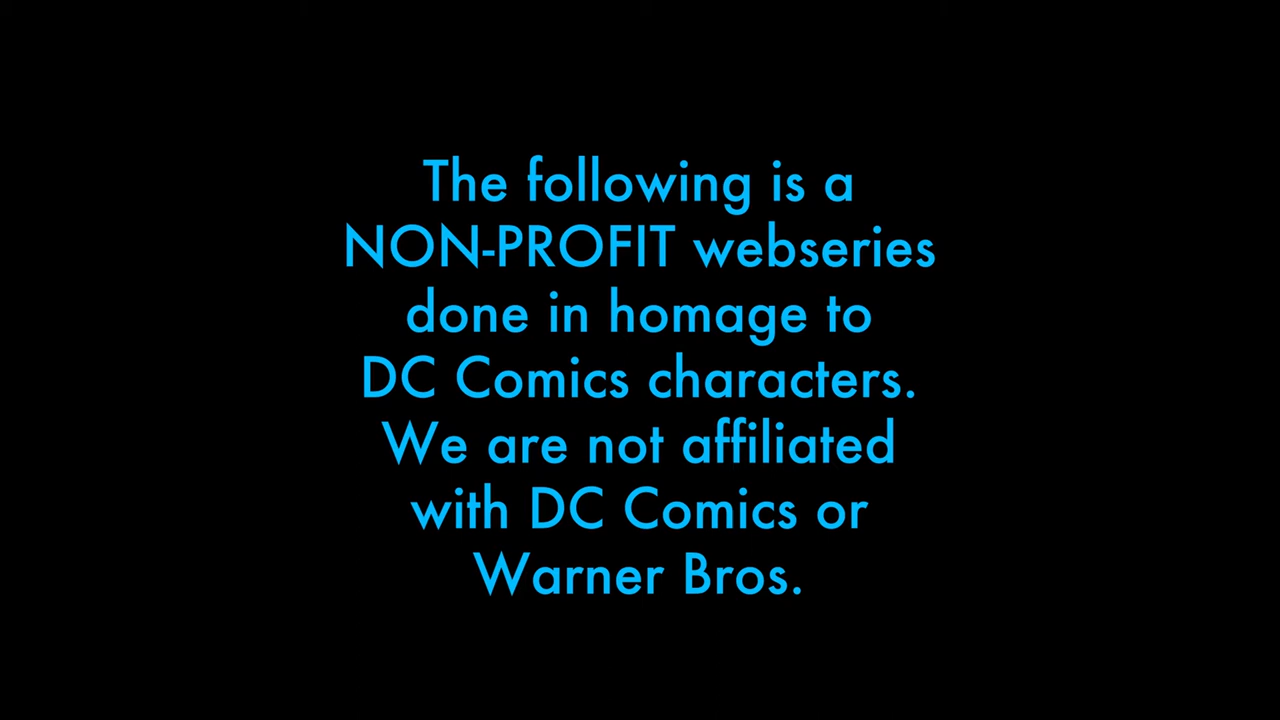 The following is a
NON-PROFIT webseries
done in homage to
DC Comics characters.
We are not affiliated
with DC Comics or
Warner Bros.